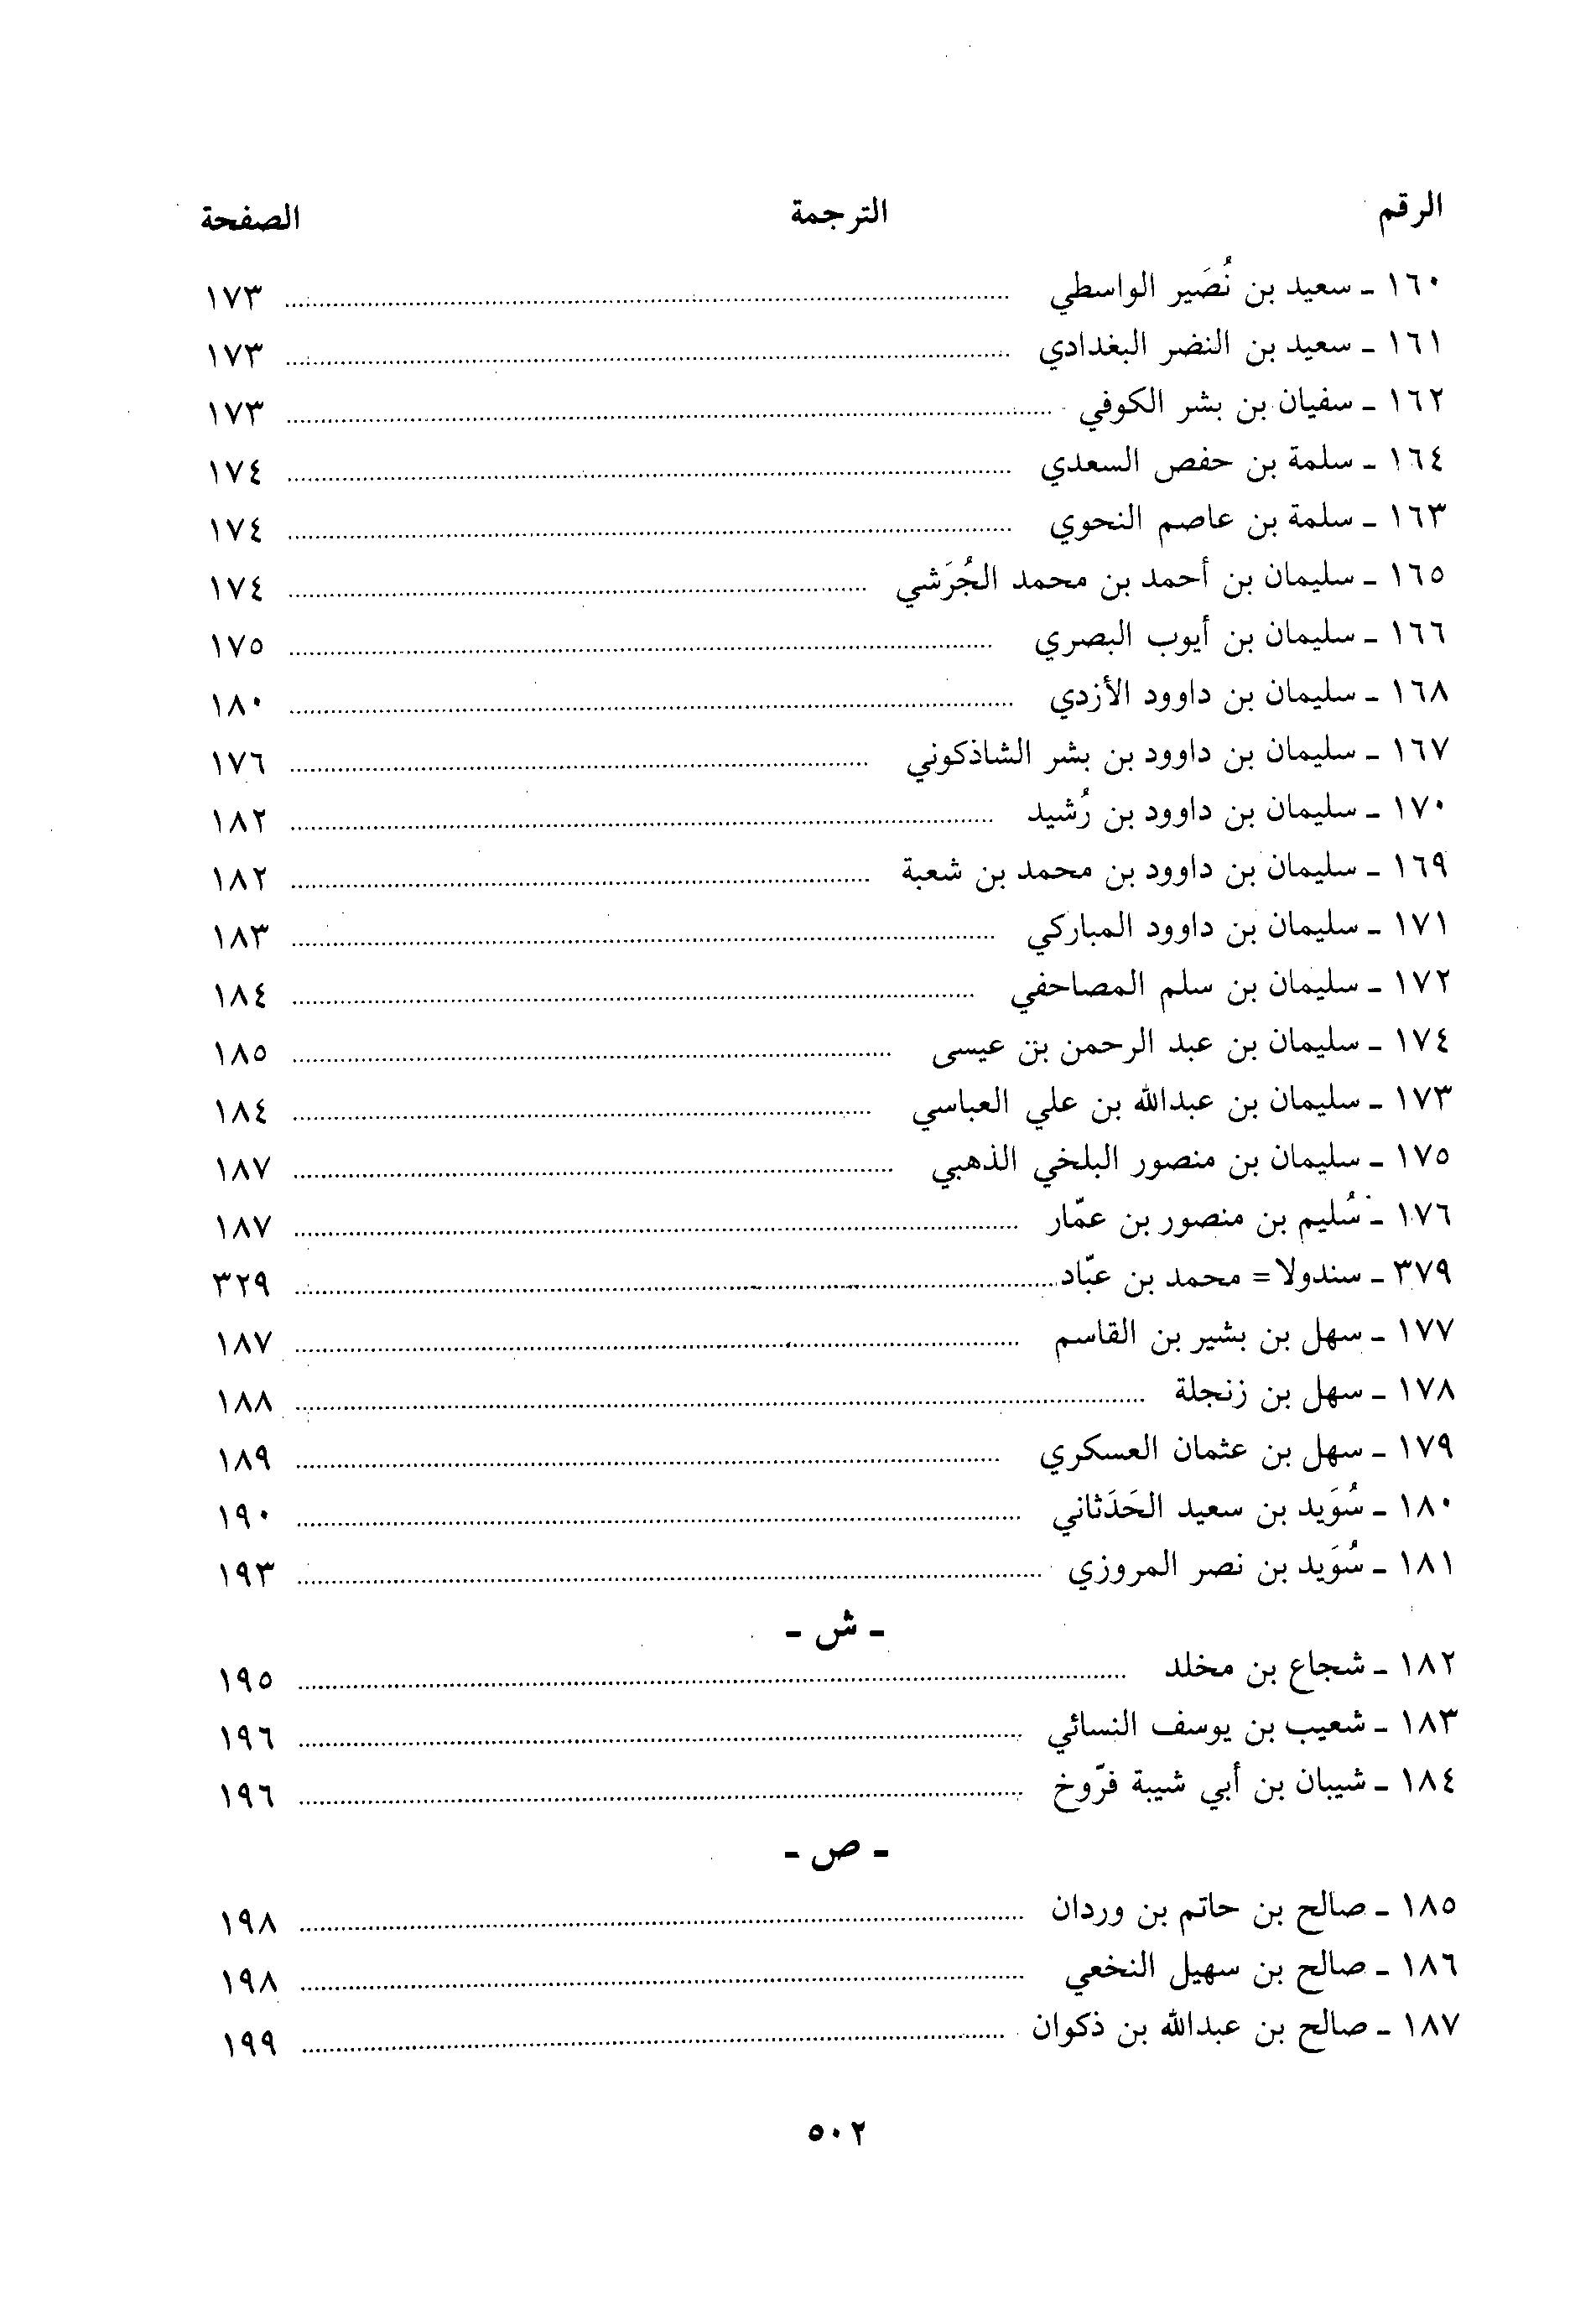 الرقم الترجمة الصفحة
١٦٠ ـ سعيد بن نُصَير الواسطي ........ ١٧٣
١٦١ ـ سعيد بن النضر البغدادي ........ ١٧٣
١٦٢ ـ سفيان بن بشر الكوفي ........ ١٧٣
١٦٤ ـ سلمة بن حفص السعدي ........ ١٧٤
١٦٣ ـ سلمة بن عاصم النحوي ........ ١٧٤
١٦٥ ـ سليمان بن أحمد بن محمد الجُرَشي ........ ١٧٤
١٦٦ ـ سليمان بن أيوب البصري ........ ١٧٥
١٦٨ ـ سليمان بن داوود الأزدي ........ ١٨٠
١٦٧ ـ سليمان بن داوود بن بشر الشاذكوني ........ ١٧٦
١٧٠ ـ سليمان بن داوود بن رُشيد ........ ١٨٢
١٦٩ ـ سليمان بن داوود بن محمد بن شعبة ........ ١٨٢
١٧١ ـ سليمان بن داوود المباركي ........ ١٨٣
١٧٢ ـ سليمان بن سلم المصاحفي ........ ١٨٤
١٧٤ ـ سليمان بن عبد الرحمن بن عيسى ........ ١٨٥
١٧٣ ـ سليمان بن عبدالله بن علي العباسي ........ ١٨٤
١٧٥ ـ سليمان بن منصور البلخي الذهبي ........ ١٨٧
١٧٦ ـ سُليم بن منصور بن عمّار ........ ١٨٧
٣٧٩ ـ سندولا = محمد بن عبّاد ........ ٣٢٩
١٧٧ ـ سهل بن بشير بن القاسم ........ ١٨٧
١٧٨ ـ سهل بن زنجلة ........ ١٨٨
١٧٩ ـ سهل بن عثمان العسكري ........ ١٨٩
١٨٠ ـ سُوَيد بن سعيد الحَدَثاني ........ ١٩٠
١٨١ ـ سُوَيد بن نصر المروزي ........ ١٩٣
ـ ش ـ
١٨٢ ـ شجاع بن مخلد ........ ١٩٥
١٨٣ ـ شعيب بن يوسف النسائي ........ ١٩٦
١٨٤ ـ شيبان بن أبي شيبة فرّوخ ........ ١٩٦
ـ ص ـ
١٨٥ ـ صالح بن حاتم بن وردان ........ ١٩٨
١٨٦ ـ صالح بن سهيل النخعي ........ ١٩٨
١٨٧ ـ صالح بن عبدالله بن ذكوان ........ ١٩٩
٥٠٢